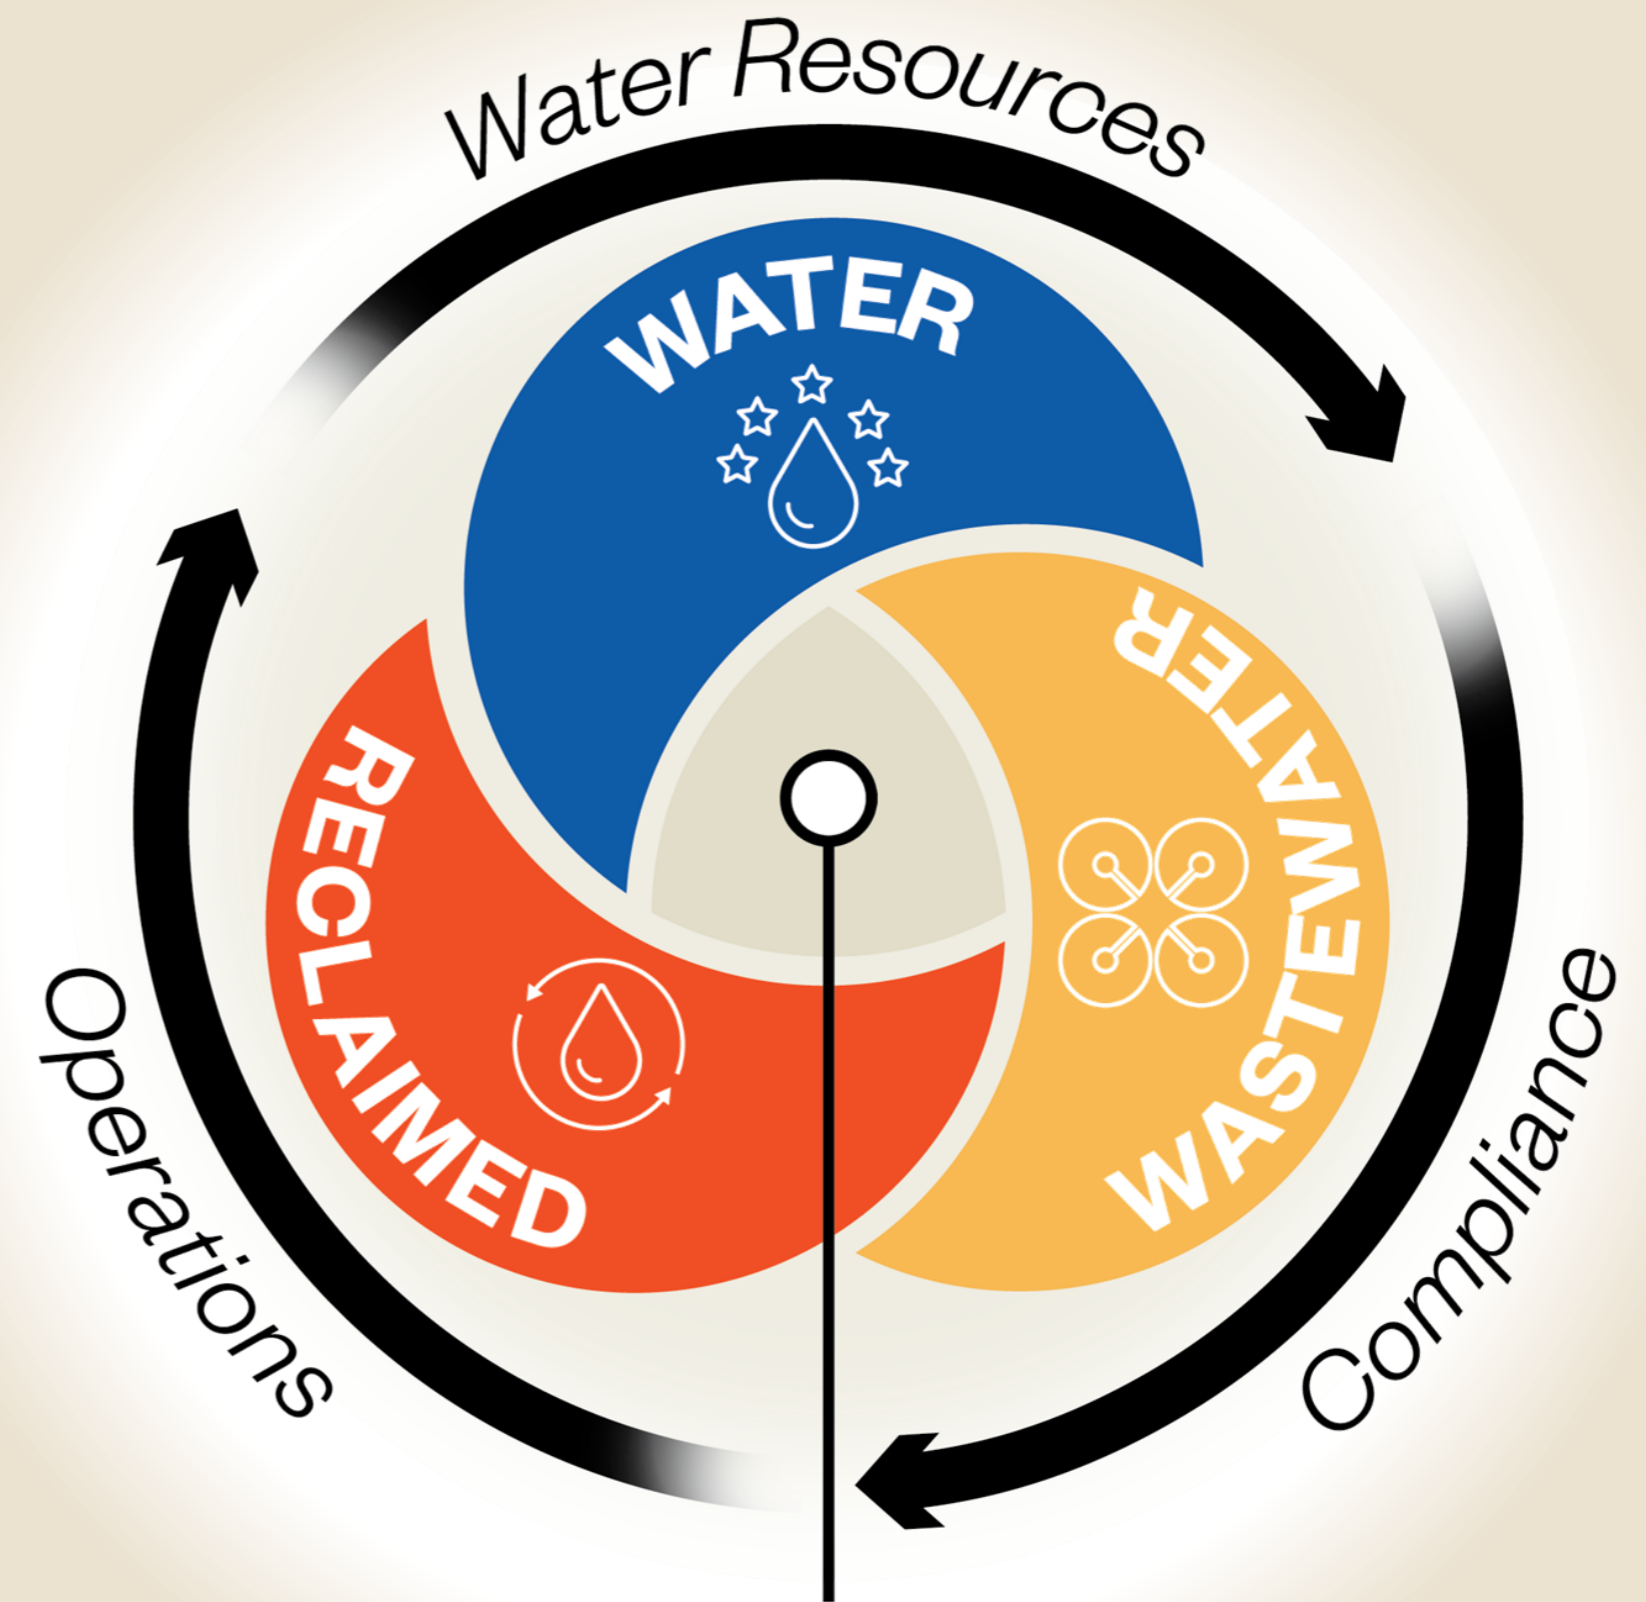 Water Resources
WATER
WASTEWATER
RECLAIMED
Operations
Compliance